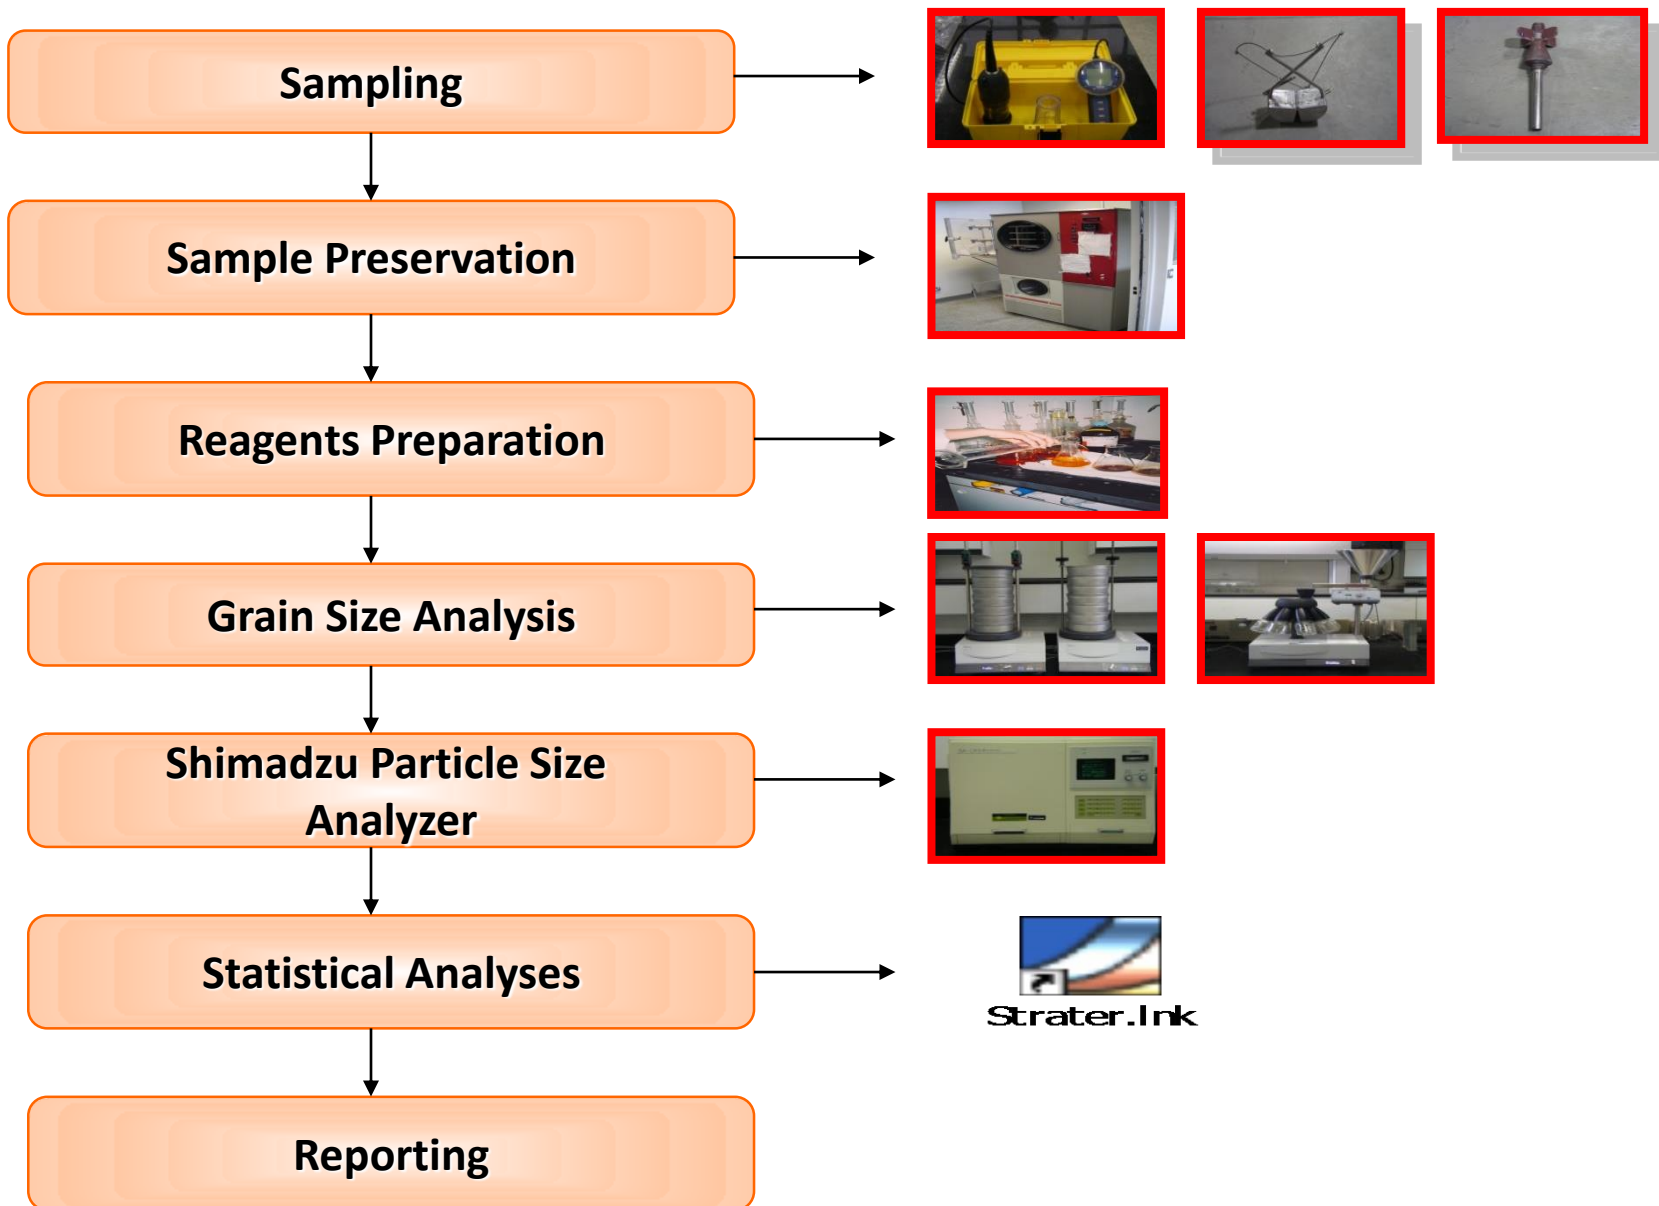 Sampling
Sample Preservation
Reagents Preparation
Grain Size Analysis
Shimadzu Particle Size
Analyzer
Statistical Analyses
Strater.lnk
Reporting